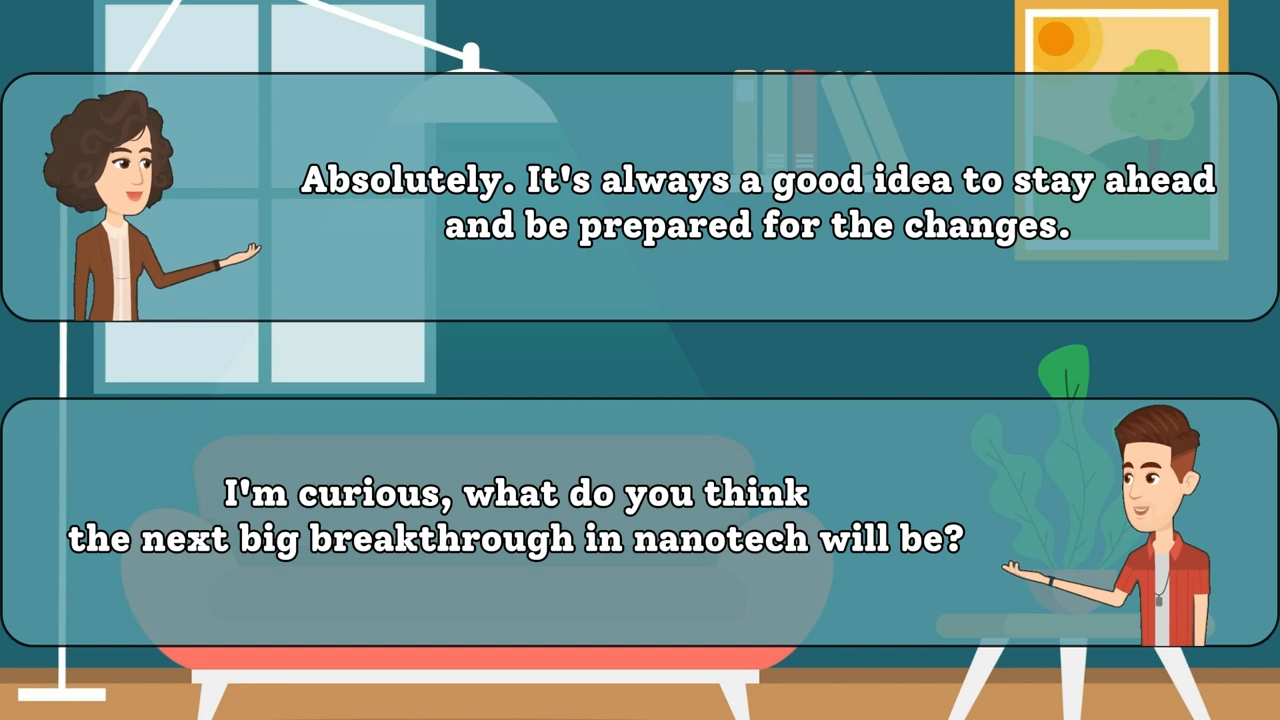 Absolutely. It's always a good idea to stay ahead
and be prepared for the changes.
I'm curious, what do you think
the next big breakthrough in nanotech will be?